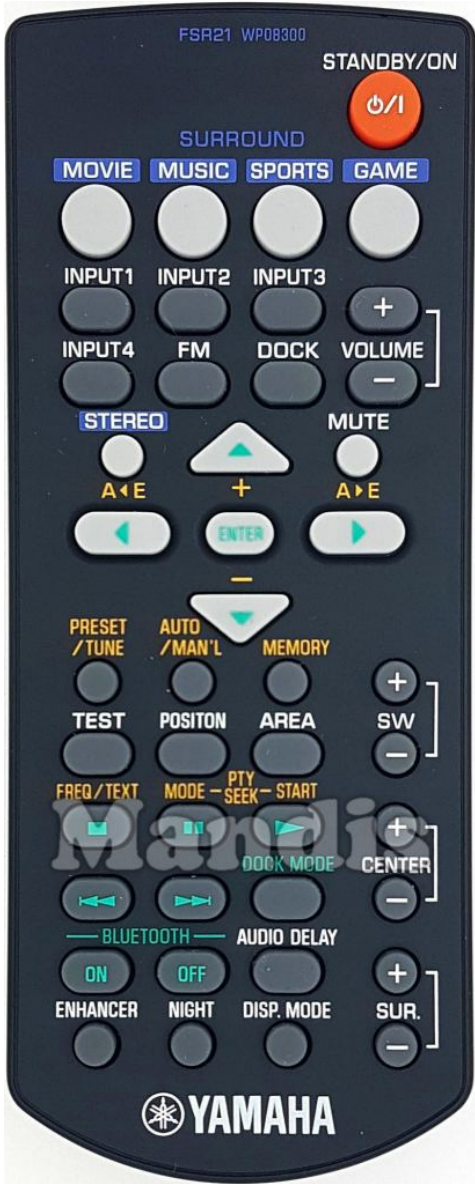 FSR21 WP08300
STANDBY/ON
⏻/I
SURROUND
MOVIE MUSIC SPORTS GAME
INPUT1 INPUT2 INPUT3
+
INPUT4 FM DOCK VOLUME
–
STEREO MUTE
A◄E + A►E
ENTER
–
PRESET AUTO
/TUNE /MAN'L MEMORY
+
TEST POSITON AREA SW
–
FREQ/TEXT MODE – PTY SEEK – START
Mandis
+
DOCK MODE CENTER
–
BLUETOOTH AUDIO DELAY
ON OFF +
ENHANCER NIGHT DISP. MODE SUR.
–
YAMAHA